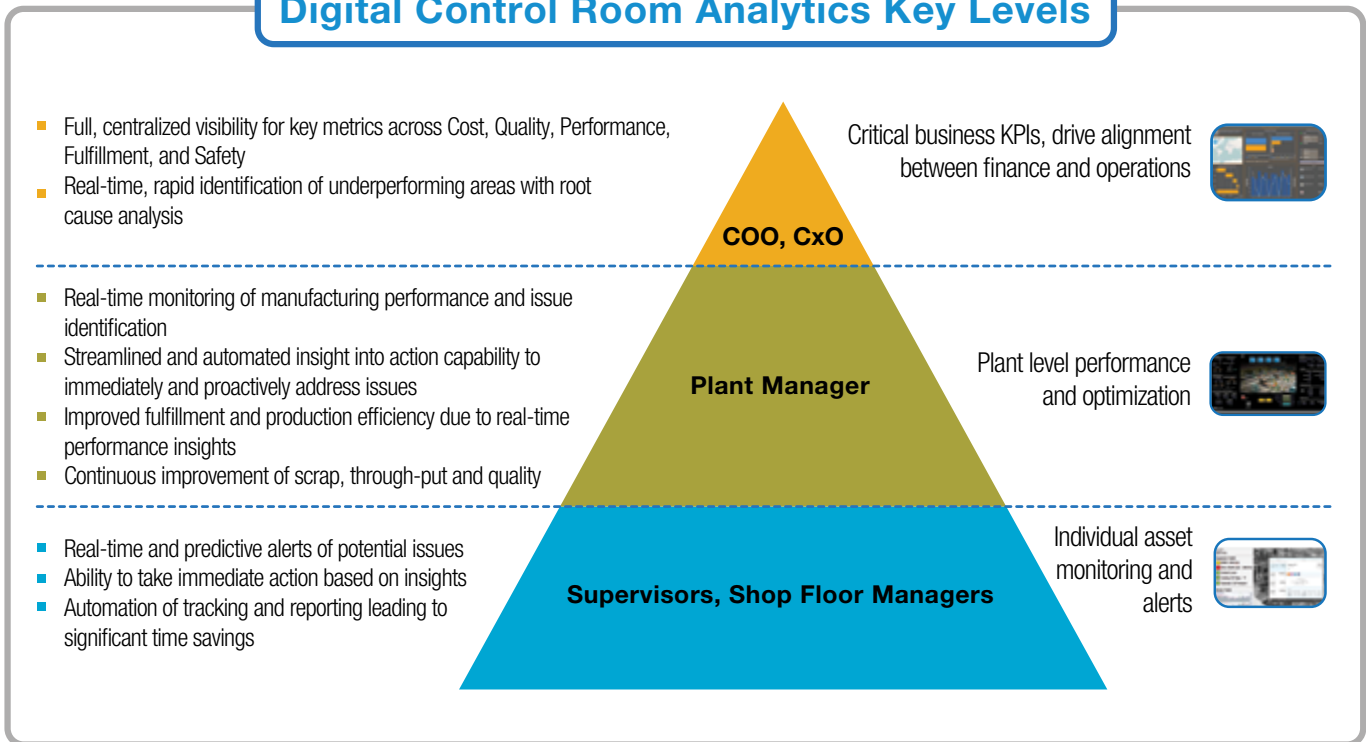 Digital Control Room Analytics Key Levels
Full, centralized visibility for key metrics across Cost, Quality, Performance,
Fulfillment, and Safety
Real-time, rapid identification of underperforming areas with root
cause analysis
COO, CxO
Critical business KPIs, drive alignment
between finance and operations
Real-time monitoring of manufacturing performance and issue
identification
Streamlined and automated insight into action capability to
immediately and proactively address issues
Improved fulfillment and production efficiency due to real-time
performance insights
Continuous improvement of scrap, through-put and quality
Plant Manager
Plant level performance
and optimization
Real-time and predictive alerts of potential issues
Ability to take immediate action based on insights
Automation of tracking and reporting leading to
significant time savings
Supervisors, Shop Floor Managers
Individual asset
monitoring and
alerts